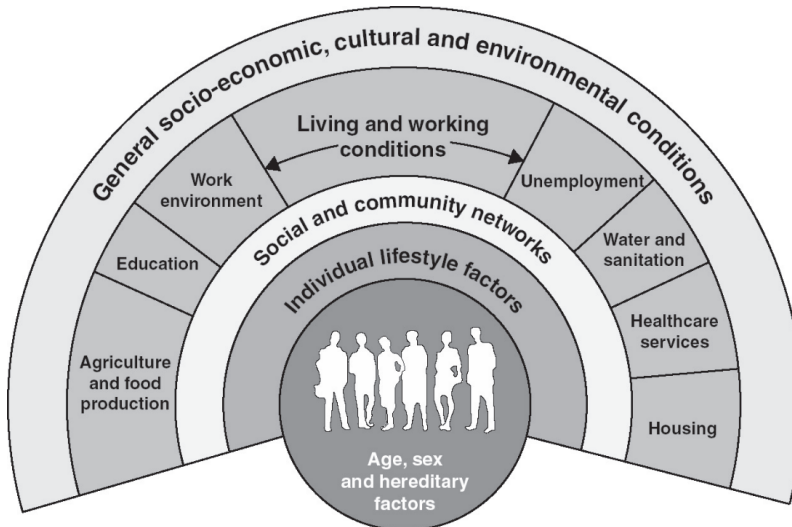 General socio-economic, cultural and environmental conditions
Living and working
conditions
Work
environment
Unemployment
Education
Water and
sanitation
Agriculture
and food
production
Healthcare
services
Housing
Social and community networks
Individual lifestyle factors
Age, sex
and hereditary
factors